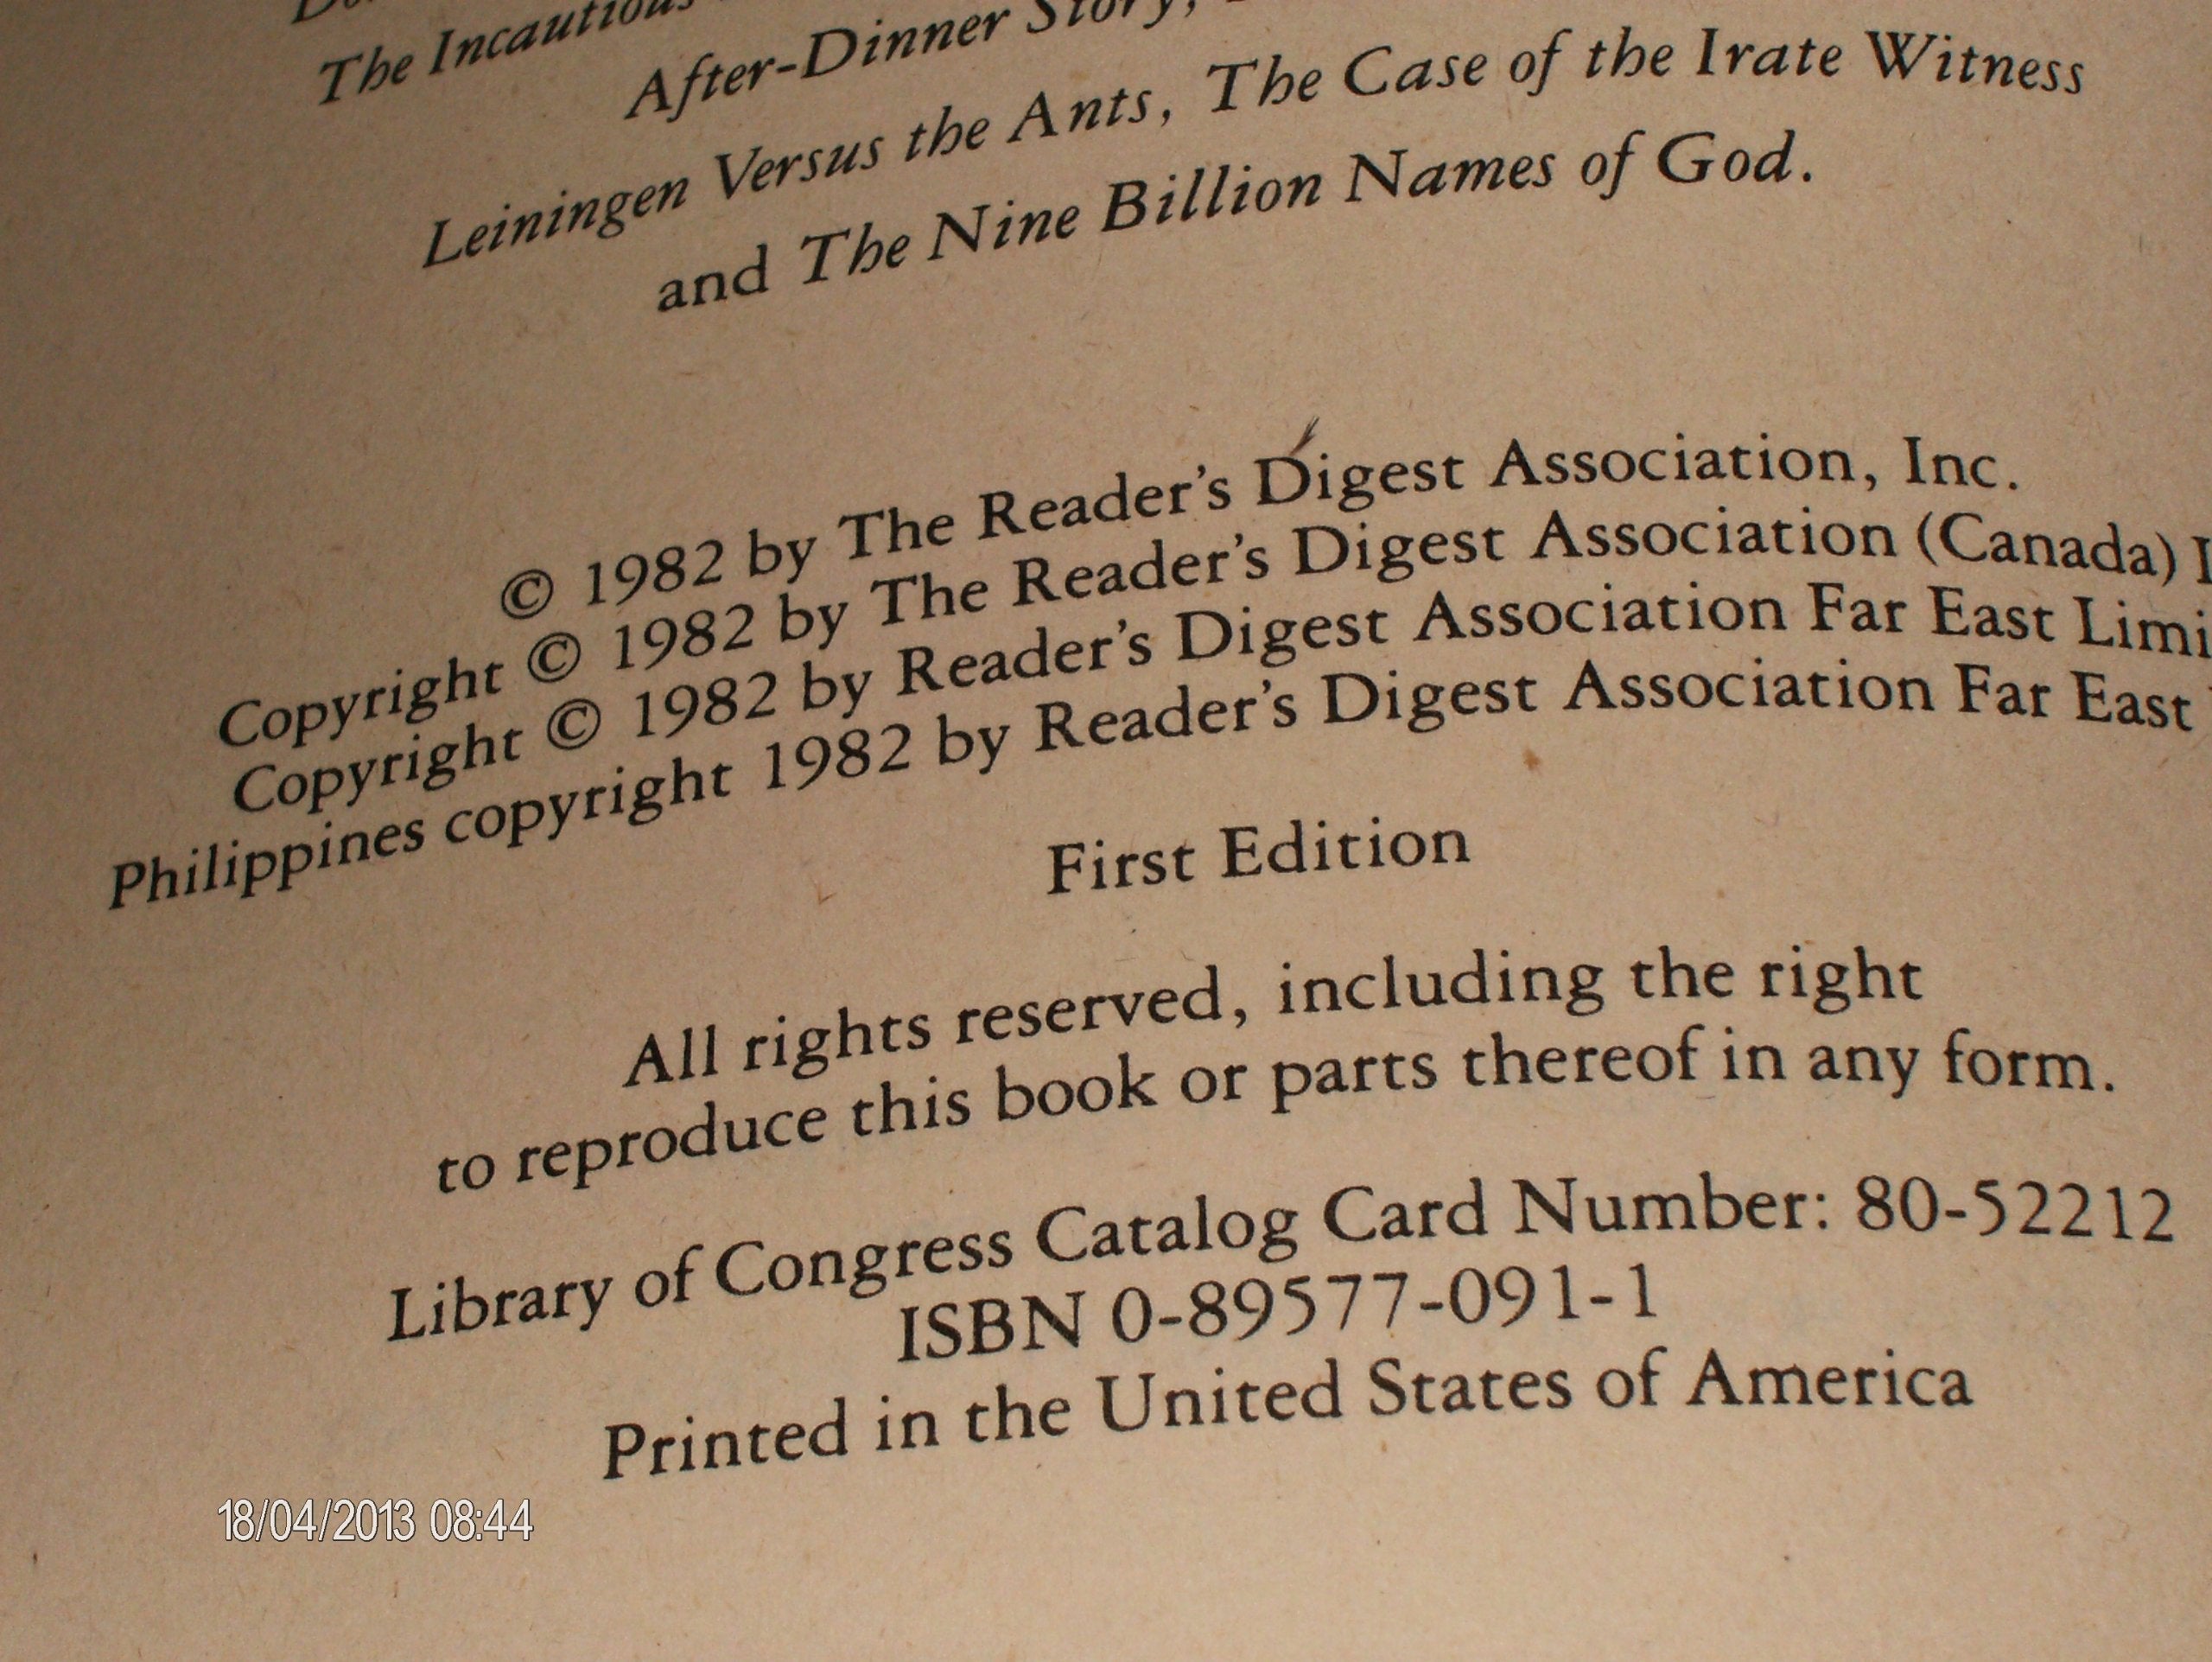 The Incautious
After-Dinner Story,
Leiningen Versus the Ants, The Case of the Irate Witness
and The Nine Billion Names of God.
© 1982 by The Reader's Digest Association, Inc.
Copyright © 1982 by The Reader's Digest Association (Canada)
Copyright © 1982 by Reader's Digest Association Far East
Philippines copyright 1982 by Reader's Digest Association Far East
First Edition
All rights reserved, including the right
to reproduce this book or parts thereof in any form.
Library of Congress Catalog Card Number: 80-52212
ISBN 0-89577-091-1
Printed in the United States of America
18/04/2013 08:44